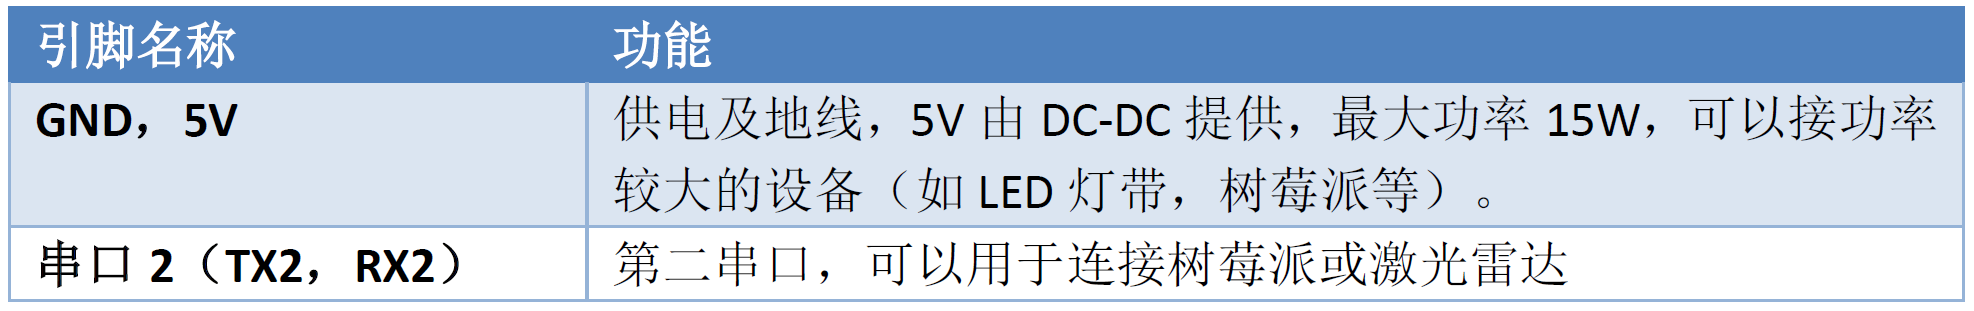 引脚名称 功能
GND，5V 供电及地线，5V 由 DC-DC 提供，最大功率 15W，可以接功率
较大的设备（如 LED 灯带，树莓派等）。
串口 2（TX2，RX2） 第二串口，可以用于连接树莓派或激光雷达